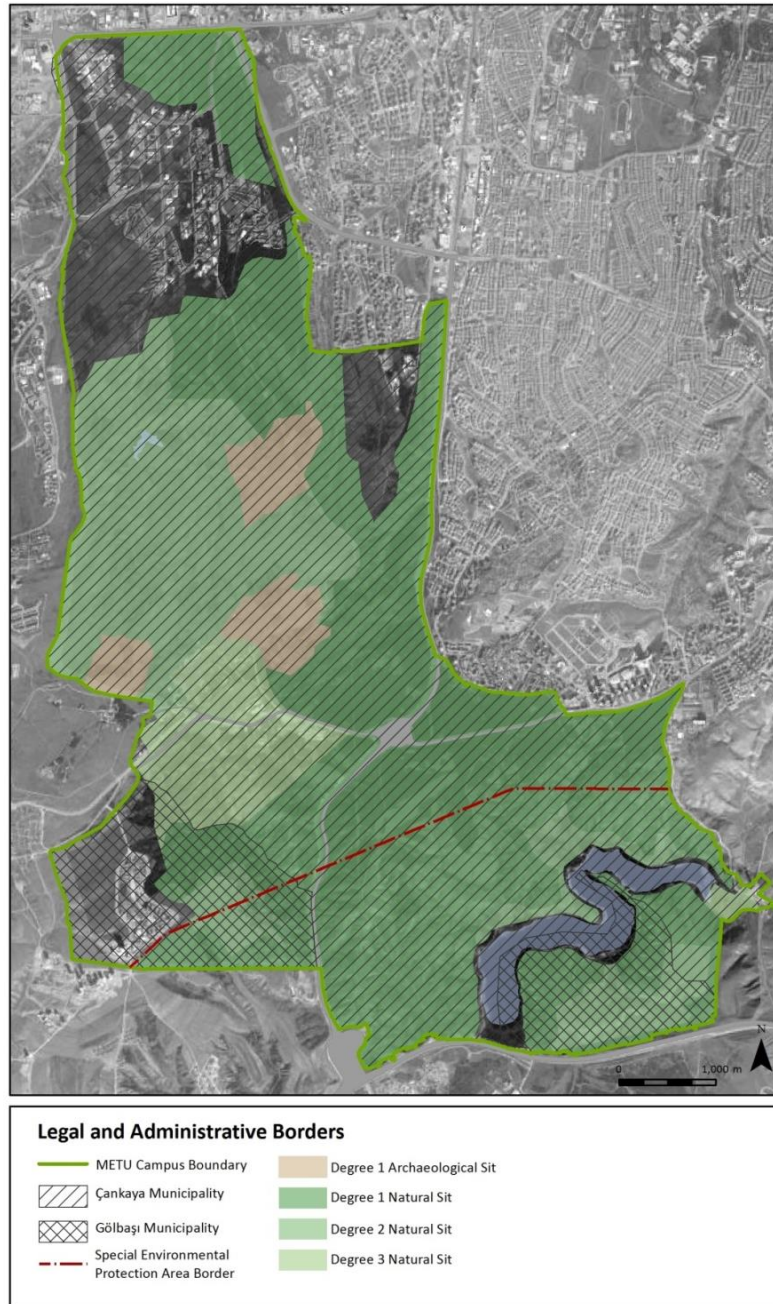 N
0 1,000 m
Legal and Administrative Borders
METU Campus Boundary
Çankaya Municipality
Gölbaşı Municipality
Special Environmental
Protection Area Border
Degree 1 Archaeological Sit
Degree 1 Natural Sit
Degree 2 Natural Sit
Degree 3 Natural Sit